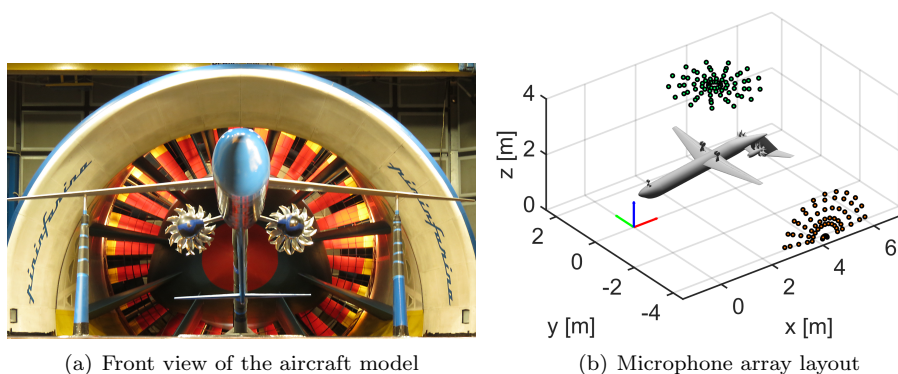 pininfarina
pininfarina
4
2
0
z [m]
2
0
-2
-4
y [m]
0
2
4
6
x [m]
(a) Front view of the aircraft model
(b) Microphone array layout